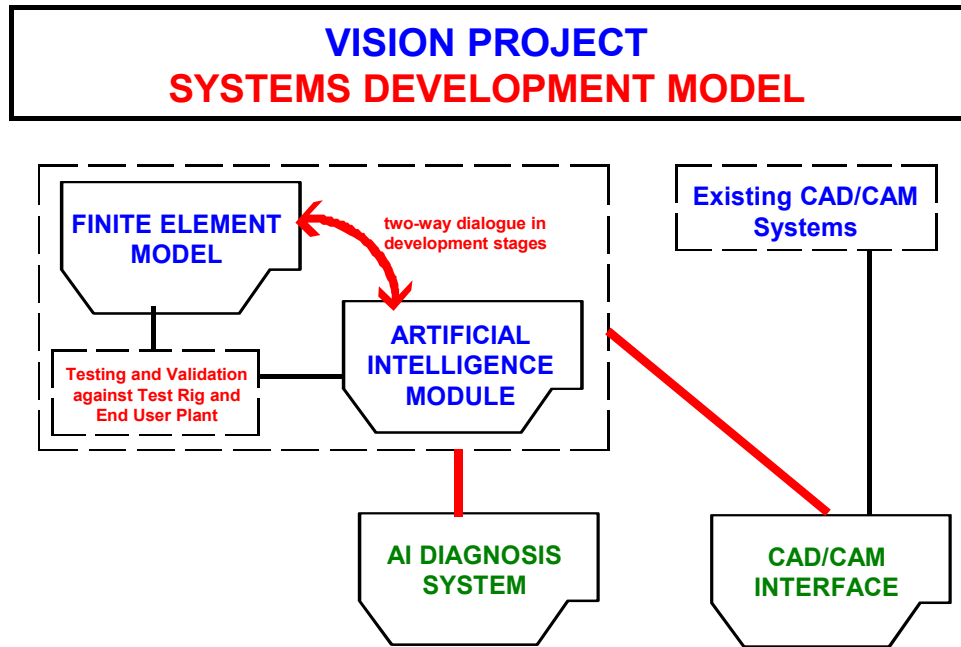 VISION PROJECT
SYSTEMS DEVELOPMENT MODEL
FINITE ELEMENT
MODEL
two-way dialogue in
development stages
Existing CAD/CAM
Systems
ARTIFICIAL
INTELLIGENCE
MODULE
Testing and Validation
against Test Rig and
End User Plant
AI DIAGNOSIS
SYSTEM
CAD/CAM
INTERFACE